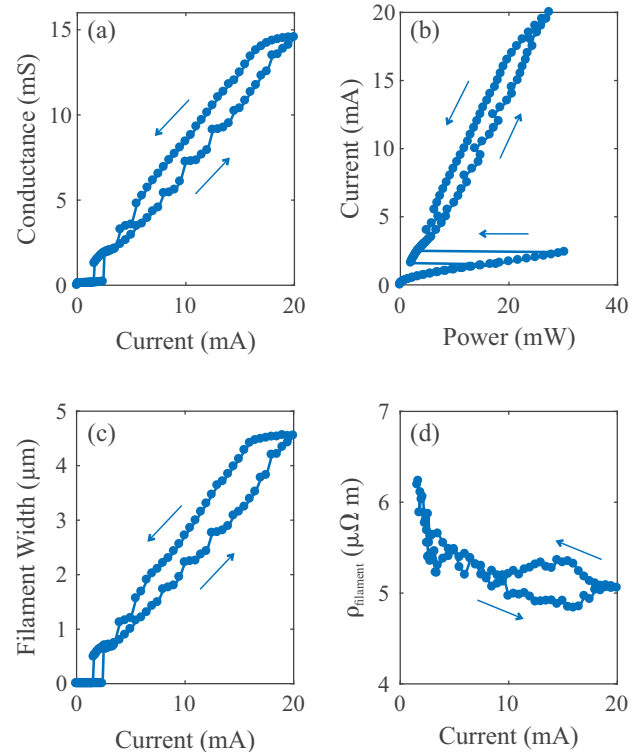 (a)
Conductance (mS)
15
10
5
0
0 10 20
Current (mA)
(b)
Current (mA)
20
15
10
5
0
0 20 40
Power (mW)
(c)
Filament Width (μm)
5
4
3
2
1
0
0 10 20
Current (mA)
(d)
ρfilament (μΩ m)
7
6
5
4
0 10 20
Current (mA)